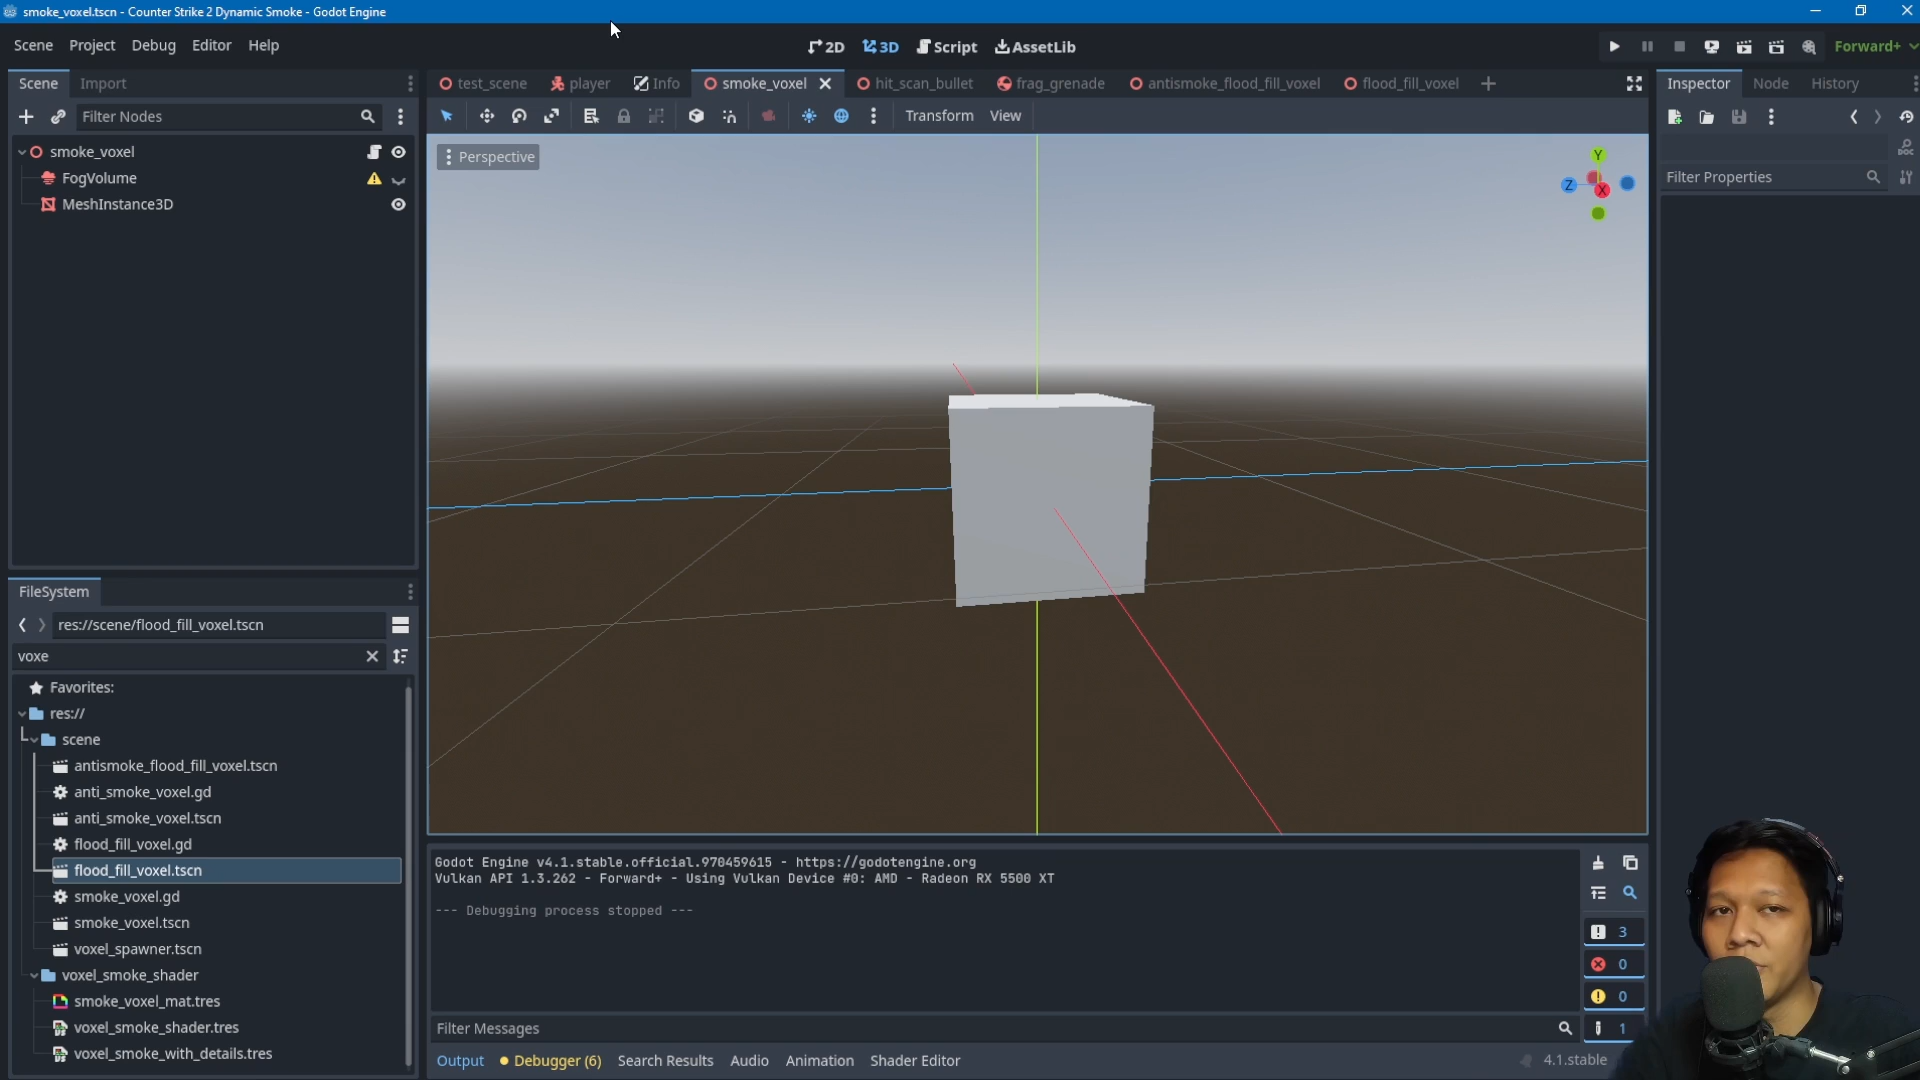 smoke_voxel.tscn - Counter Strike 2 Dynamic Smoke - Godot Engine
Scene Project Debug Editor Help
2D 3D Script AssetLib
Forward+
Scene Import
test_scene player Info smoke_voxel hit_scan_bullet frag_grenade antismoke_flood_fill_voxel flood_fill_voxel
Inspector Node History
Filter Nodes
Transform View
smoke_voxel
FogVolume
MeshInstance3D
Perspective
Y
Z
X
Filter Properties
FileSystem
res://scene/flood_fill_voxel.tscn
voxe
Favorites:
res://
scene
antismoke_flood_fill_voxel.tscn
anti_smoke_voxel.gd
anti_smoke_voxel.tscn
flood_fill_voxel.gd
flood_fill_voxel.tscn
smoke_voxel.gd
smoke_voxel.tscn
voxel_spawner.tscn
voxel_smoke_shader
smoke_voxel_mat.tres
voxel_smoke_shader.tres
voxel_smoke_with_details.tres
Godot Engine v4.1.stable.official.970459615 - https://godotengine.org
Vulkan API 1.3.262 - Forward+ - Using Vulkan Device #0: AMD - Radeon RX 5500 XT
--- Debugging process stopped ---
3
0
0
1
Filter Messages
Output Debugger (6) Search Results Audio Animation Shader Editor
4.1.stable